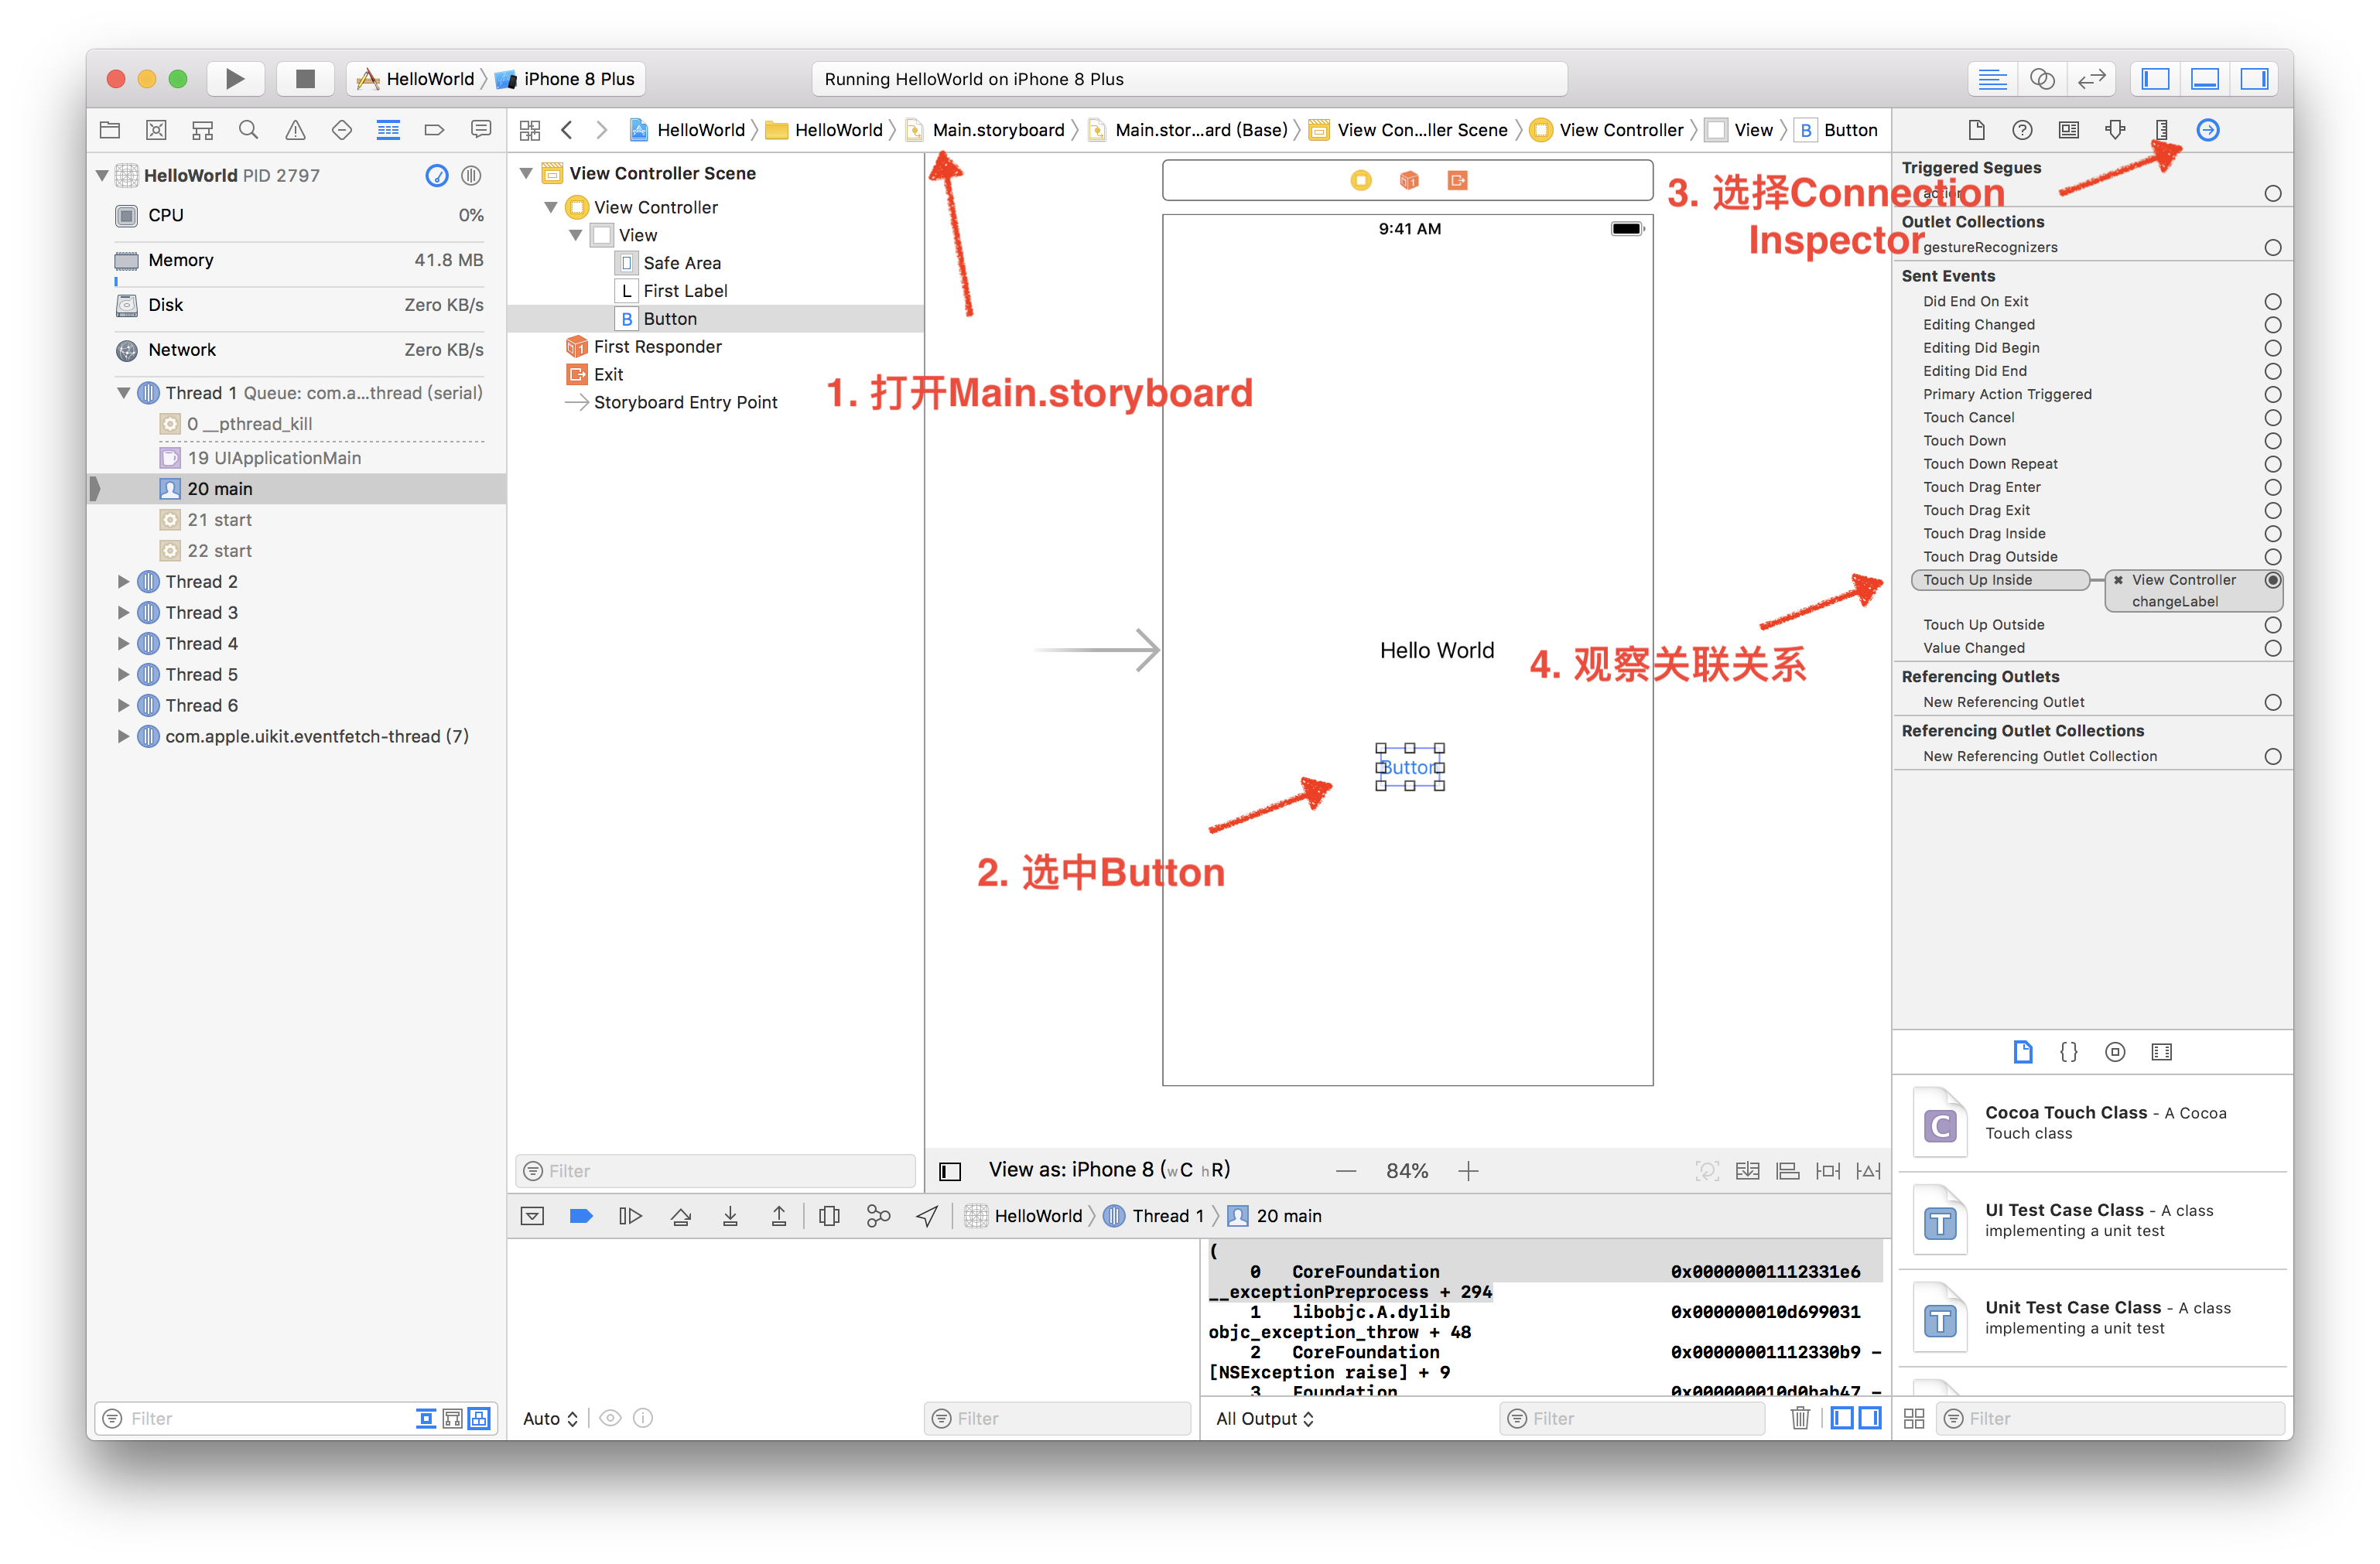 HelloWorld
iPhone 8 Plus
Running HelloWorld on iPhone 8 Plus
HelloWorld
HelloWorld
Main.storyboard
Main.stor...ard (Base)
View Con...ller Scene
View Controller
View
B Button
HelloWorld PID 2797
CPU 0%
Memory 41.8 MB
Disk Zero KB/s
Network Zero KB/s
Thread 1 Queue: com.a...thread (serial)
0 __pthread_kill
19 UIApplicationMain
20 main
21 start
22 start
Thread 2
Thread 3
Thread 4
Thread 5
Thread 6
com.apple.uikit.eventfetch-thread (7)
Filter
View Controller Scene
View Controller
View
Safe Area
L First Label
B Button
First Responder
Exit
Storyboard Entry Point
Filter
1. 打开Main.storyboard
9:41 AM
Hello World
Button
2. 选中Button
3. 选择Connection
Inspector
4. 观察关联关系
View as: iPhone 8 (wC hR)
84%
Triggered Segues
Outlet Collections
gestureRecognizers
Sent Events
Did End On Exit
Editing Changed
Editing Did Begin
Editing Did End
Primary Action Triggered
Touch Cancel
Touch Down
Touch Down Repeat
Touch Drag Enter
Touch Drag Exit
Touch Drag Inside
Touch Drag Outside
Touch Up Inside
View Controller
changeLabel
Touch Up Outside
Value Changed
Referencing Outlets
New Referencing Outlet
Referencing Outlet Collections
New Referencing Outlet Collection
C
Cocoa Touch Class - A Cocoa
Touch class
T
UI Test Case Class - A class
implementing a unit test
T
Unit Test Case Class - A class
implementing a unit test
Filter
HelloWorld
Thread 1
20 main
(
0 CoreFoundation 0x00000001112331e6
__exceptionPreprocess + 294
1 libobjc.A.dylib 0x000000010d699031
objc_exception_throw + 48
2 CoreFoundation 0x00000001112330b9 -
[NSException raise] + 9
3 Foundation 0x000000010d0bab47 -
Auto
Filter
All Output
Filter